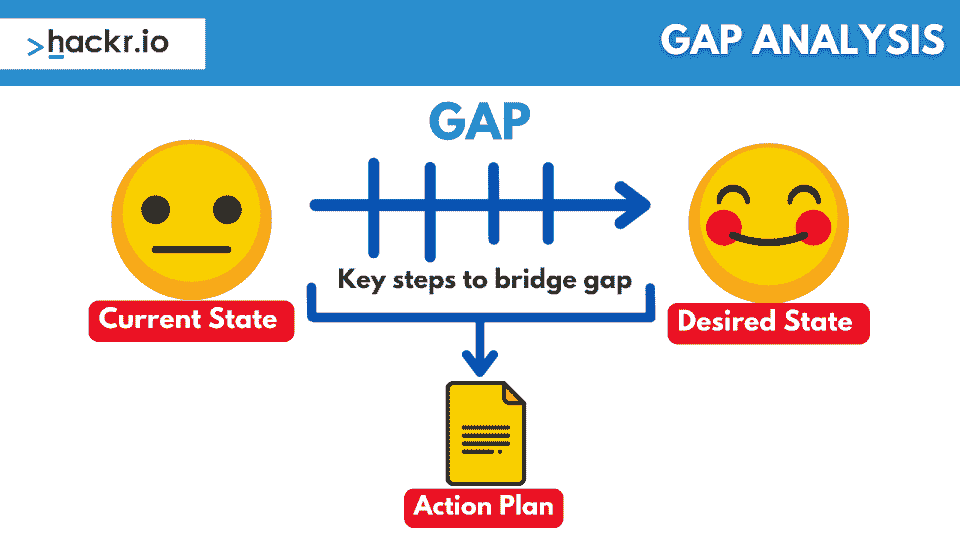 hackr.io
GAP ANALYSIS
GAP
Key steps to bridge gap
Current State
Desired State
Action Plan